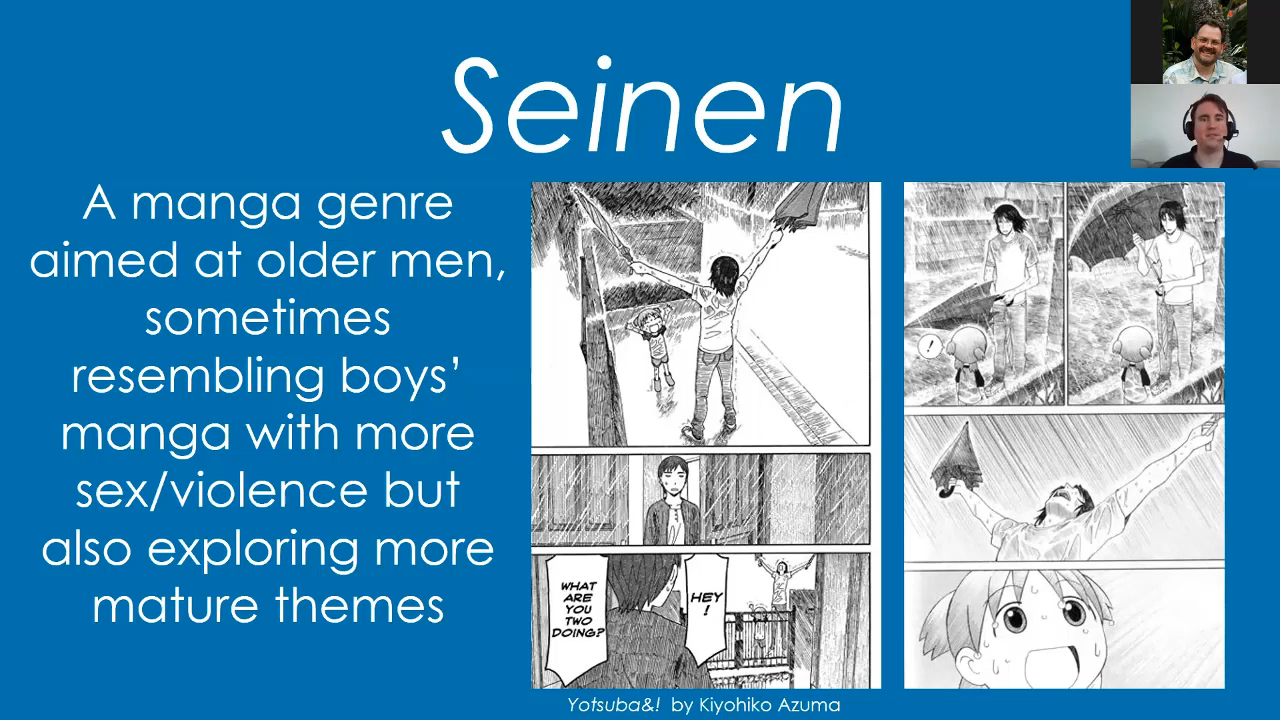 Seinen
A manga genre
aimed at older men,
sometimes
resembling boys’
manga with more
sex/violence but
also exploring more
mature themes
!
WHAT
ARE
YOU
TWO
DOING?
HEY
!
Yotsuba&! by Kiyohiko Azuma